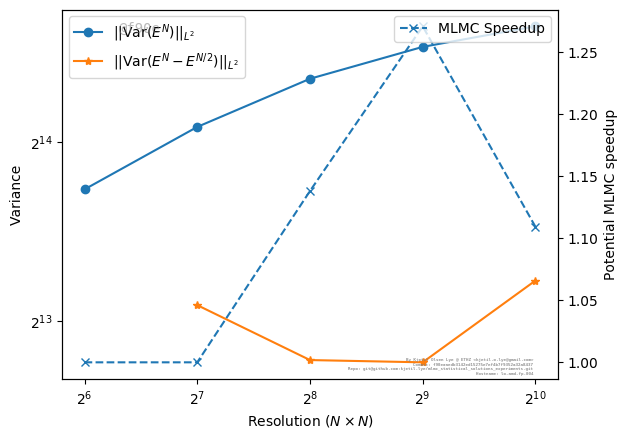 ||Var(E^N)||_{L^2}
||Var(E^N − E^{N/2})||_{L^2}
MLMC Speedup
2^14
2^13
Variance
1.25
1.20
1.15
1.10
1.05
1.00
Potential MLMC speedup
2^6 2^7 2^8 2^9 2^10
Resolution (N × N)